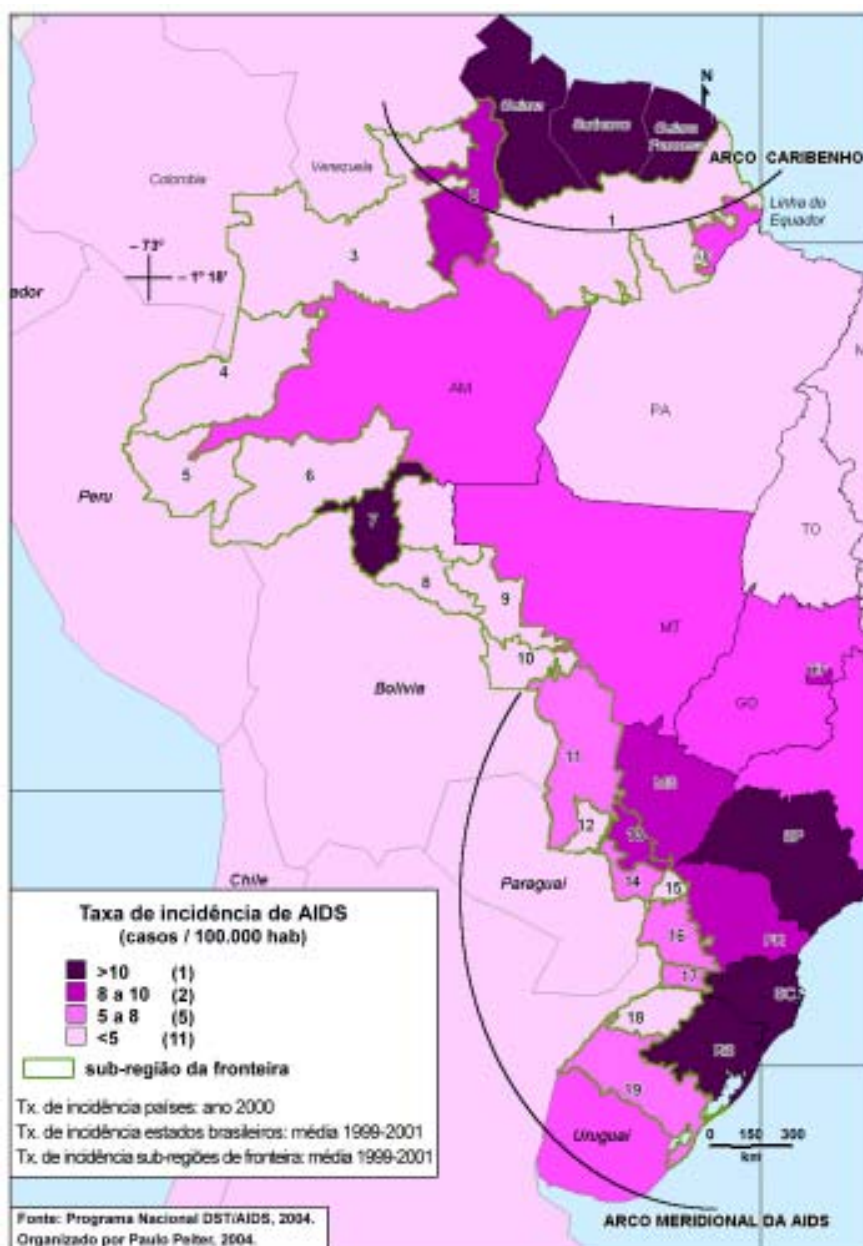 N
Guiana
Suriname
Guiana
Francesa
ARCO CARIBENHO
Venezuela
Colombia
Linha do
Equador
2
1
3
– 73º
– 1º 18'
ador
4
AM
PA
N
5
6
Peru
7
TO
8
9
MT
10
Bolívia
GO
11
MS
12
13
SP
Chile
Paraguai
14
15
16
PR
17
SC
18
RS
19
Uruguai
Taxa de incidência de AIDS
(casos / 100.000 hab)
>10 (1)
8 a 10 (2)
5 a 8 (5)
<5 (11)
sub-região da fronteira
Tx. de incidência países: ano 2000
Tx. de incidência estados brasileiros: média 1999-2001
Tx. de incidência sub-regiões de fronteira: média 1999-2001
0 150 300
km
ARCO MERIDIONAL DA AIDS
Fonte: Programa Nacional DST/AIDS, 2004.
Organizado por Paulo Peiter, 2004.